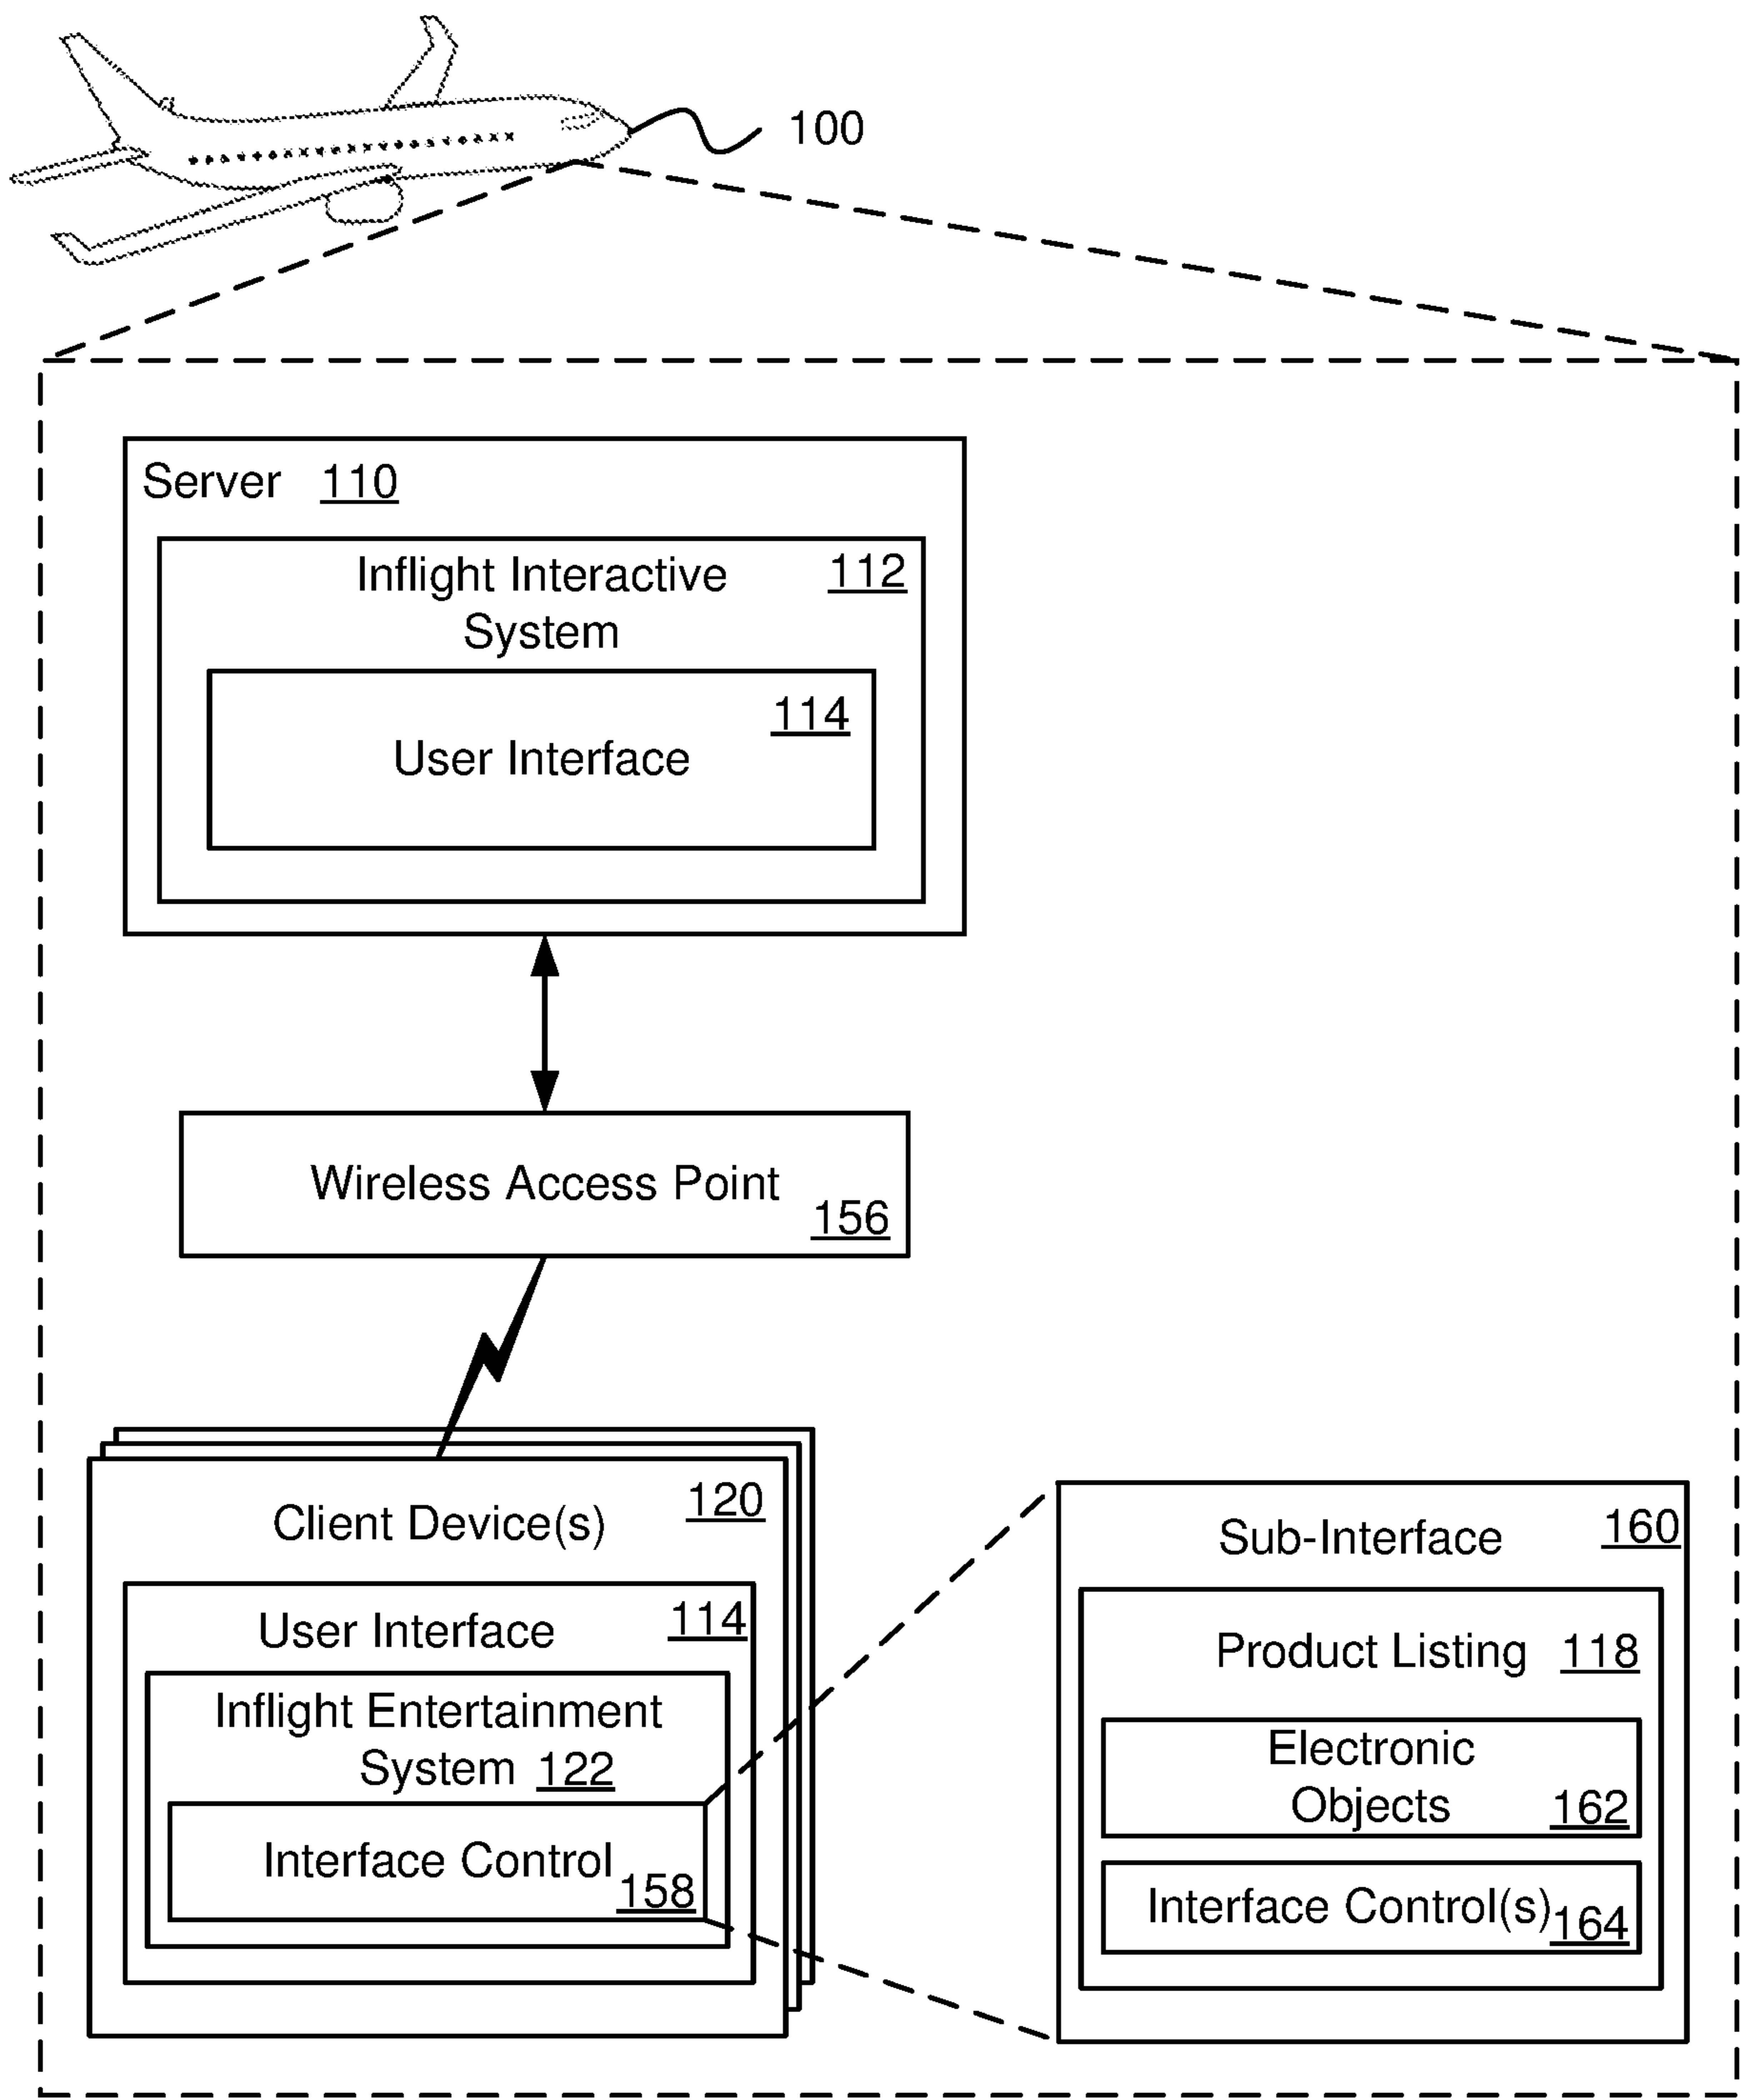 100
Server 110
Inflight Interactive 112
System
114
User Interface
Wireless Access Point
156
Client Device(s) 120
User Interface 114
Inflight Entertainment
System 122
Interface Control
158
Sub-Interface 160
Product Listing 118
Electronic
Objects 162
Interface Control(s) 164